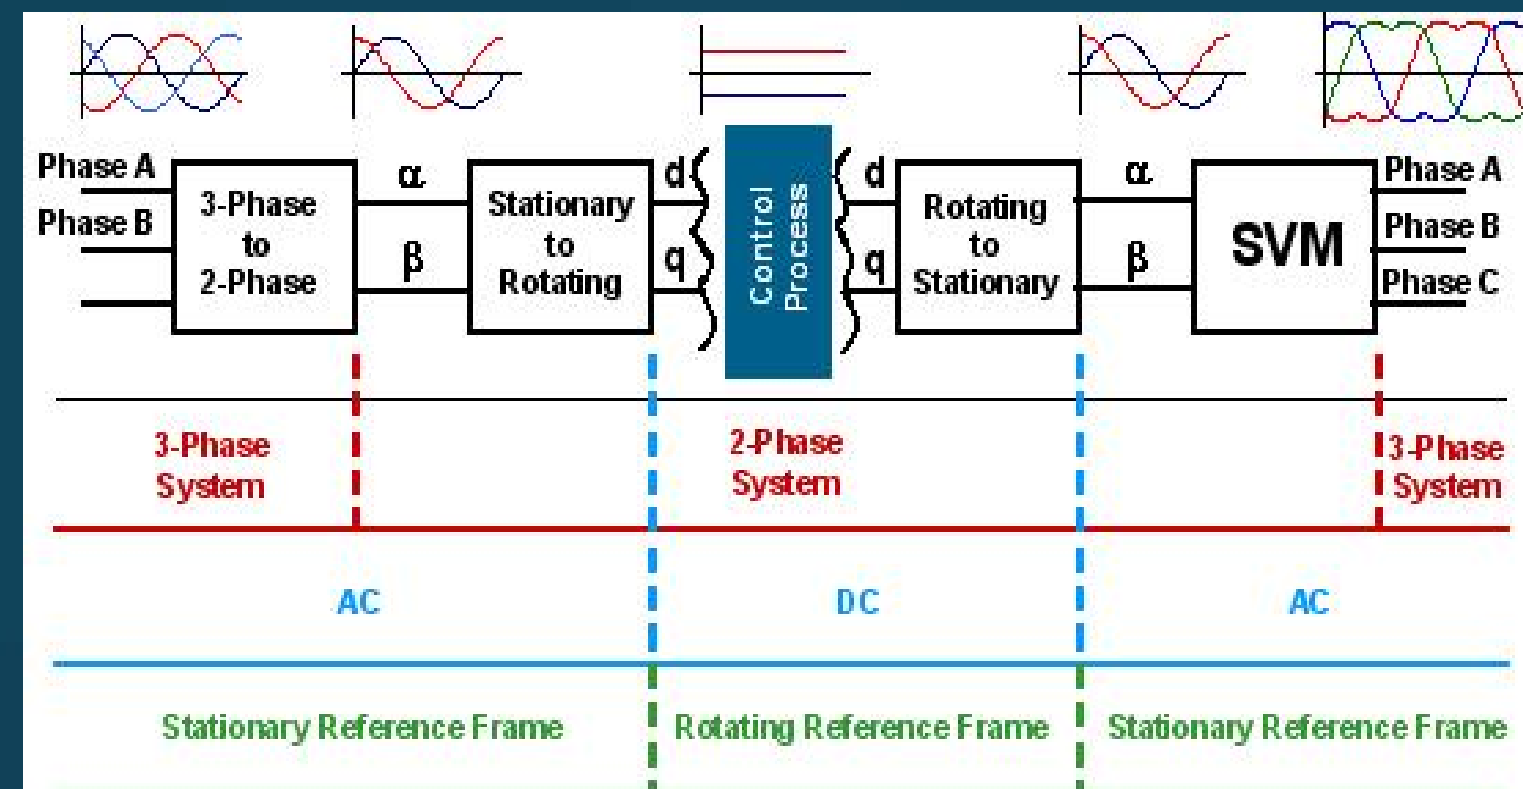 Phase A
Phase B
3-Phase
to
2-Phase
α
β
Stationary
to
Rotating
d
q
Control
Process
d
q
Rotating
to
Stationary
α
β
SVM
Phase A
Phase B
Phase C
3-Phase
System
2-Phase
System
3-Phase
System
AC
DC
AC
Stationary Reference Frame
Rotating Reference Frame
Stationary Reference Frame